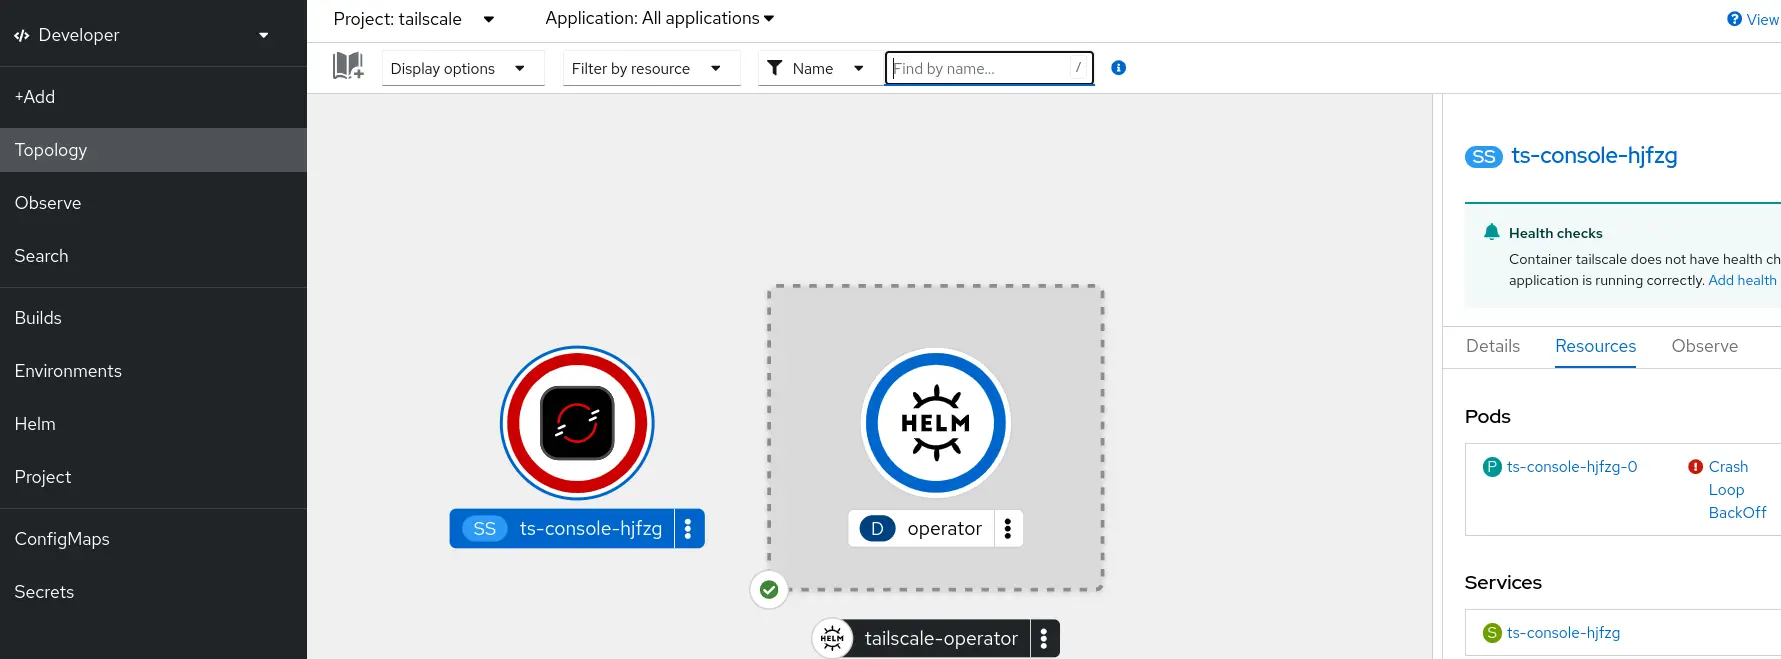 Developer
+Add
Topology
Observe
Search
Builds
Environments
Helm
Project
ConfigMaps
Secrets
Project: tailscale
Application: All applications
View
Display options
Filter by resource
Name
Find by name...
/
HELM
SS ts-console-hjfzg
D operator
HELM tailscale-operator
SS ts-console-hjfzg
Health checks
Container tailscale does not have health ch
application is running correctly. Add health
Details Resources Observe
Pods
P ts-console-hjfzg-0
Crash
Loop
BackOff
Services
S ts-console-hjfzg